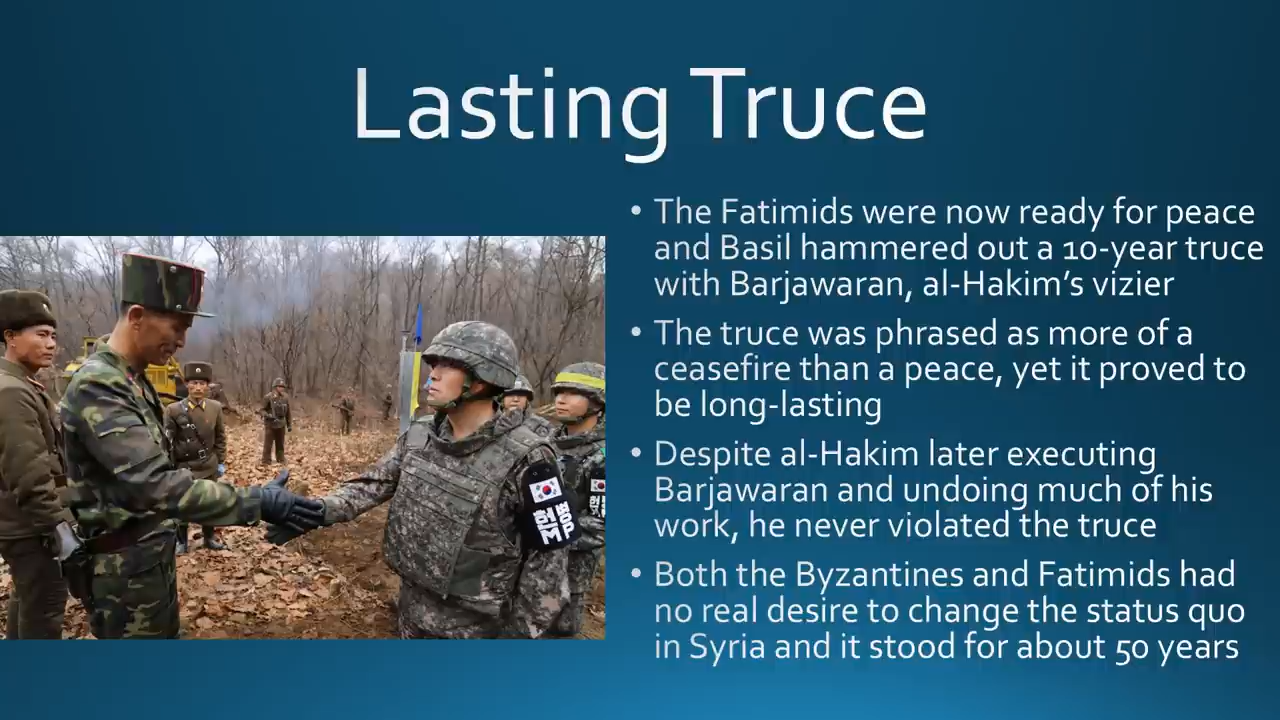 Lasting Truce
• The Fatimids were now ready for peace
and Basil hammered out a 10-year truce
with Barjawaran, al-Hakim’s vizier
• The truce was phrased as more of a
ceasefire than a peace, yet it proved to
be long-lasting
• Despite al-Hakim later executing
Barjawaran and undoing much of his
work, he never violated the truce
• Both the Byzantines and Fatimids had
no real desire to change the status quo
in Syria and it stood for about 50 years
헌병